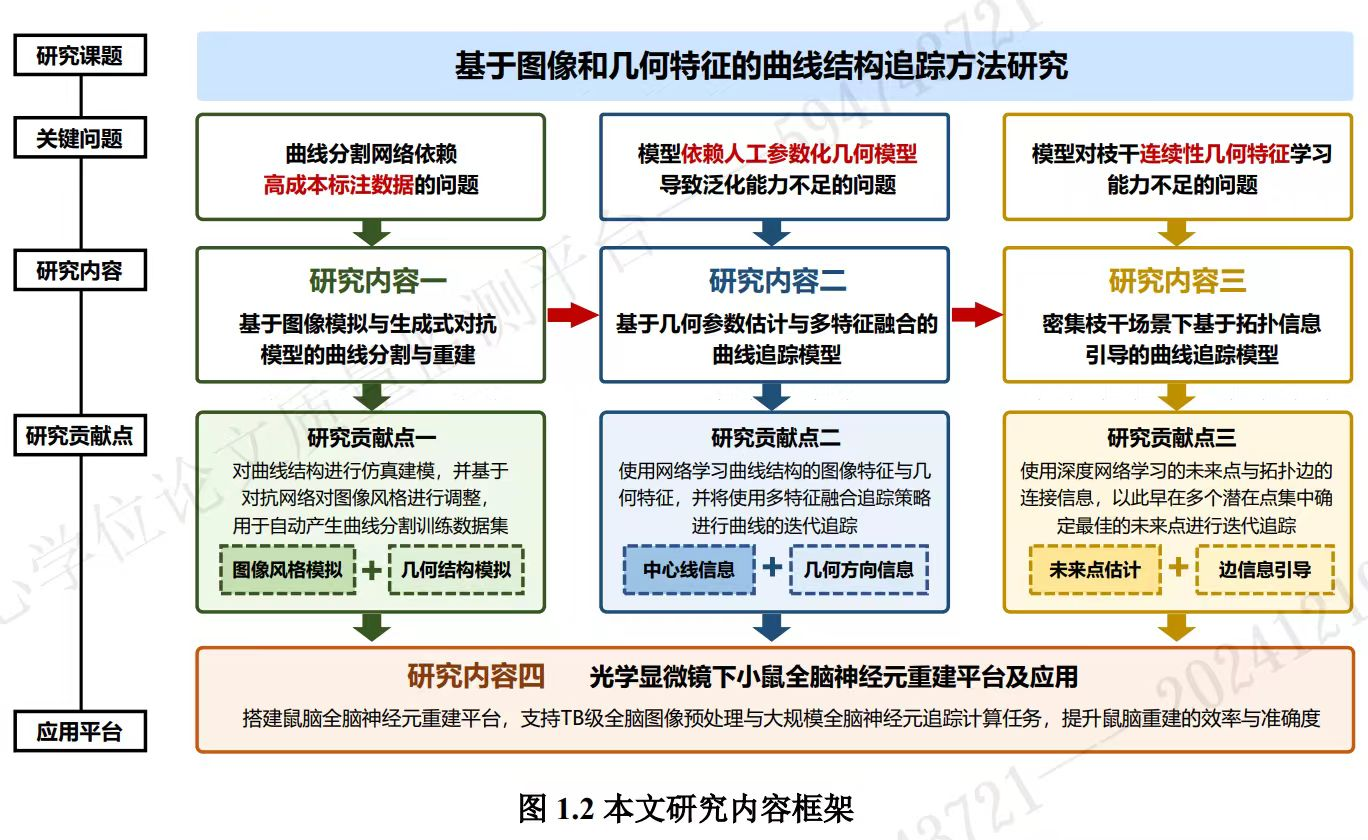 研究课题
基于图像和几何特征的曲线结构追踪方法研究
关键问题
曲线分割网络依赖
高成本标注数据的问题
模型依赖人工参数化几何模型
导致泛化能力不足的问题
模型对枝干连续性几何特征学习
能力不足的问题
研究内容
研究内容一
基于图像模拟与生成式对抗
模型的曲线分割与重建
研究内容二
基于几何参数估计与多特征融合的
曲线追踪模型
研究内容三
密集枝干场景下基于拓扑信息
引导的曲线追踪模型
研究贡献点
研究贡献点一
对曲线结构进行仿真建模，并基于
对抗网络对图像风格进行调整，
用于自动产生曲线分割训练数据集
图像风格模拟 + 几何结构模拟
研究贡献点二
使用网络学习曲线结构的图像特征与几
何特征，并将使用多特征融合追踪策略
进行曲线的迭代追踪
中心线信息 + 几何方向信息
研究贡献点三
使用深度网络学习的未来点与拓扑边的
连接信息，以此早在多个潜在点集中确
定最佳的未来点进行迭代追踪
未来点估计 + 边信息引导
应用平台
研究内容四 光学显微镜下小鼠全脑神经元重建平台及应用
搭建鼠脑全脑神经元重建平台，支持TB级全脑图像预处理与大规模全脑神经元追踪计算任务，提升鼠脑重建的效率与准确度
图 1.2 本文研究内容框架